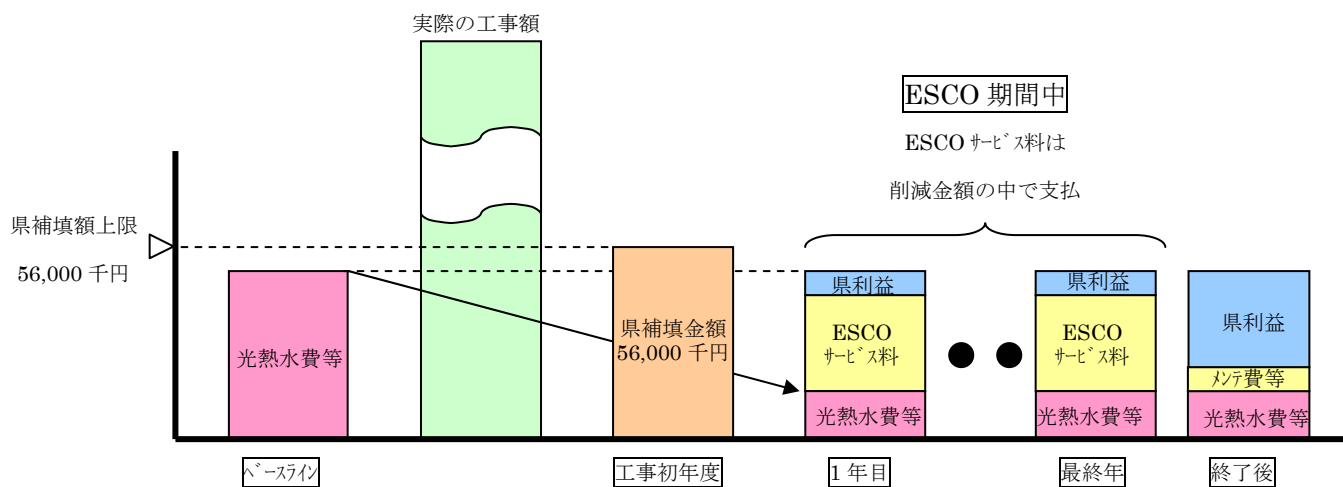 実際の工事額
ESCO 期間中
ESCO ｻｰﾋﾞｽ料は
削減金額の中で支払
県補填額上限
56,000 千円
光熱水費等
県補填金額
56,000 千円
県利益
ESCO
ｻｰﾋﾞｽ料
光熱水費等
県利益
ESCO
ｻｰﾋﾞｽ料
光熱水費等
県利益
ﾒﾝﾃ費等
光熱水費等
ﾍﾞｰｽﾗｲﾝ
工事初年度
1 年目
最終年
終了後